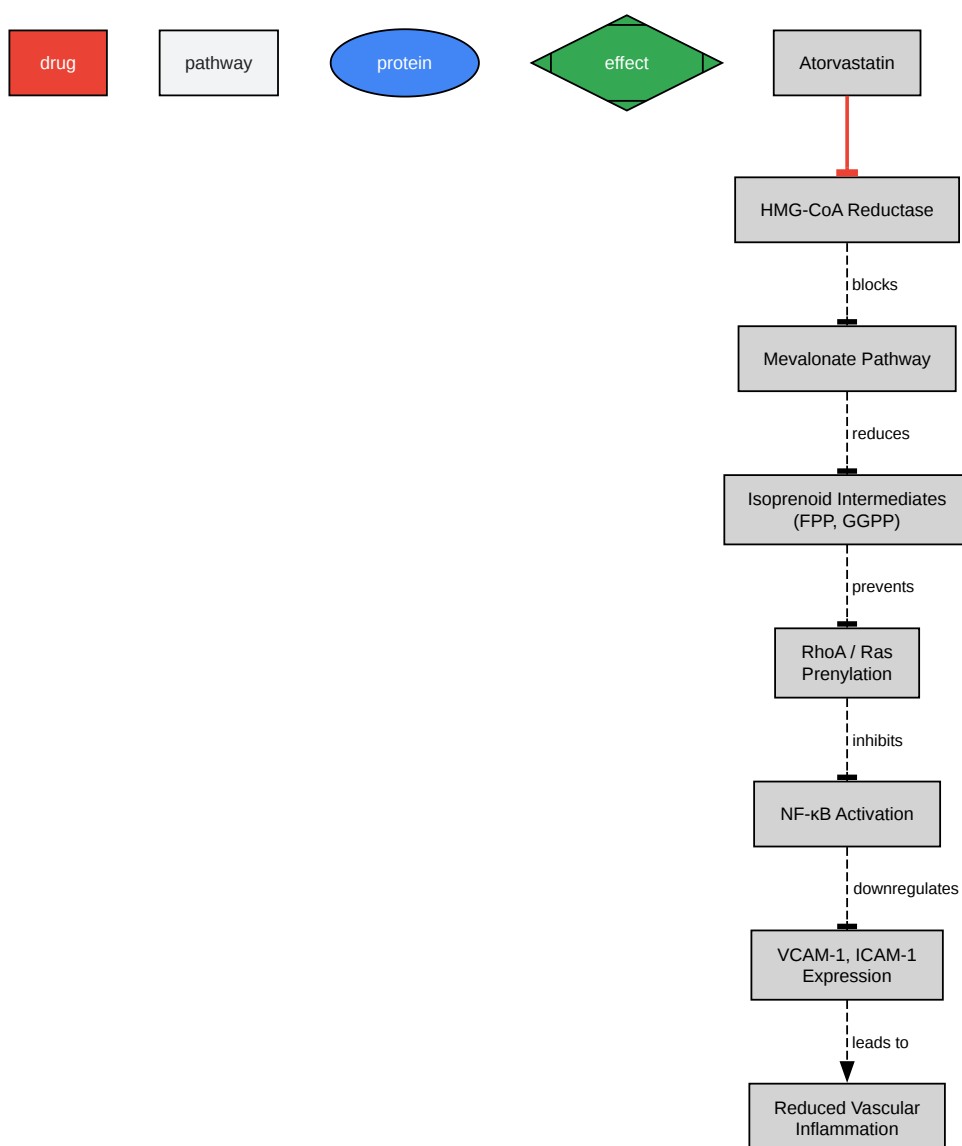 drug
pathway
protein
effect
Atorvastatin
HMG-CoA Reductase
blocks
Mevalonate Pathway
reduces
Isoprenoid Intermediates
(FPP, GGPP)
prevents
RhoA / Ras
Prenylation
inhibits
NF-κB Activation
downregulates
VCAM-1, ICAM-1
Expression
leads to
Reduced Vascular
Inflammation